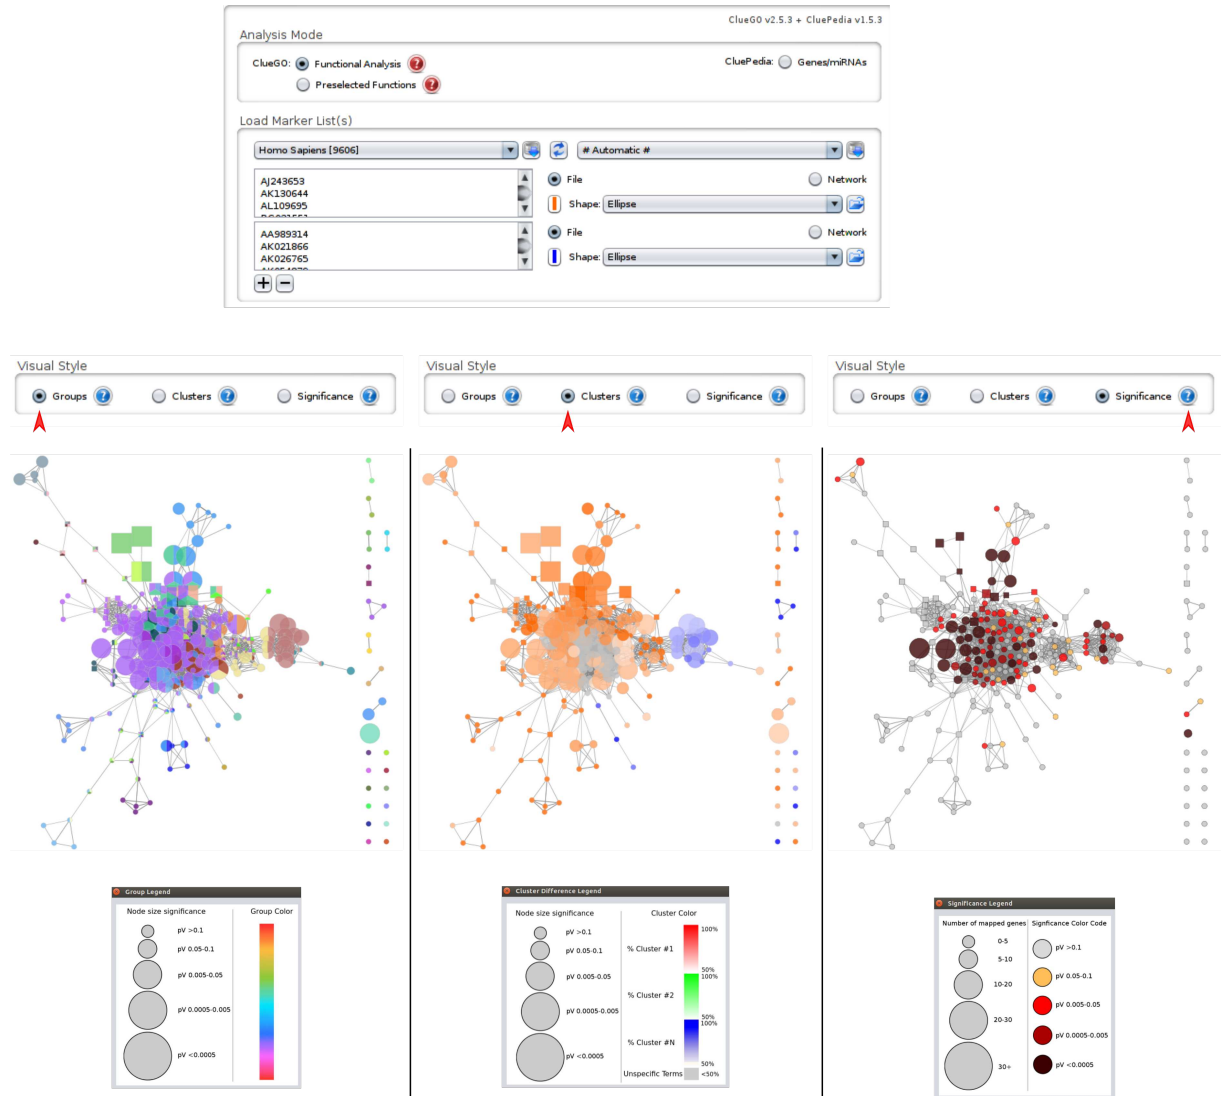 ClueGO v2.5.3 + CluePedia v1.5.3
Analysis Mode
ClueGO: Functional Analysis ? CluePedia: Genes/miRNAs
Preselected Functions ?
Load Marker List(s)
Homo Sapiens [9606] # Automatic #
AJ243653
AK130644
AL109695
File Network
Shape: Ellipse
AA989314
AK021866
AK026765
File Network
Shape: Ellipse
Visual Style
Groups ? Clusters ? Significance ?
Visual Style
Groups ? Clusters ? Significance ?
Visual Style
Groups ? Clusters ? Significance ?
Group Legend
Node size significance Group Color
pV >0.1
pV 0.05-0.1
pV 0.005-0.05
pV 0.0005-0.005
pV <0.0005
Cluster Difference Legend
Node size significance Cluster Color
pV >0.1 100%
pV 0.05-0.1 % Cluster #1
50%
pV 0.005-0.05 100%
% Cluster #2
pV 0.0005-0.005 50%
100%
% Cluster #N
pV <0.0005 50%
Unspecific Terms <50%
Significance Legend
Number of mapped genes Signficance Color Code
0-5 pV >0.1
5-10
10-20 pV 0.05-0.1
20-30 pV 0.005-0.05
pV 0.0005-0.005
30+ pV <0.0005